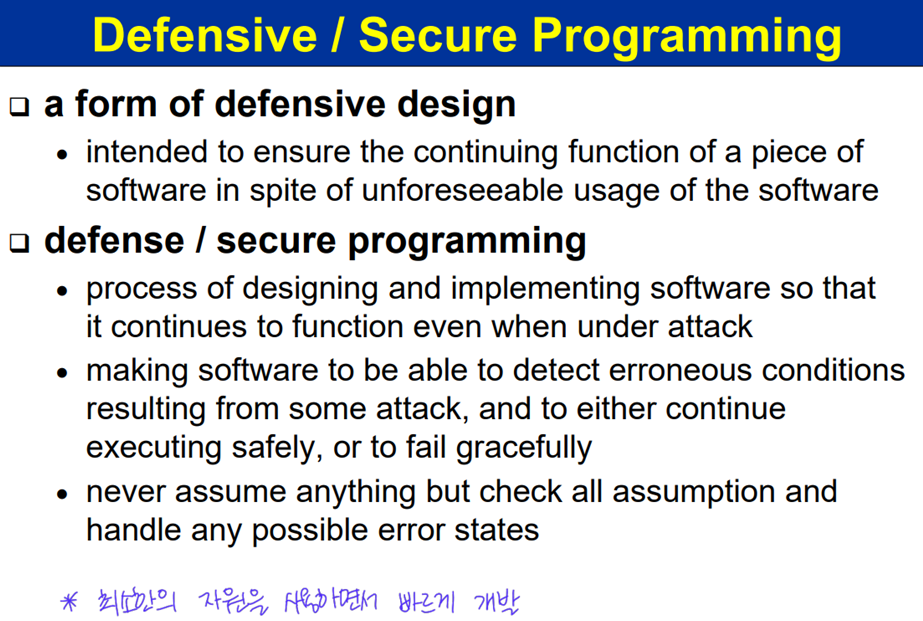 Defensive / Secure Programming
❑ a form of defensive design
• intended to ensure the continuing function of a piece of
software in spite of unforeseeable usage of the software
❑ defense / secure programming
• process of designing and implementing software so that
it continues to function even when under attack
• making software to be able to detect erroneous conditions
resulting from some attack, and to either continue
executing safely, or to fail gracefully
• never assume anything but check all assumption and
handle any possible error states
* 최소한의 자원을 사용하면서 빠르게 개발